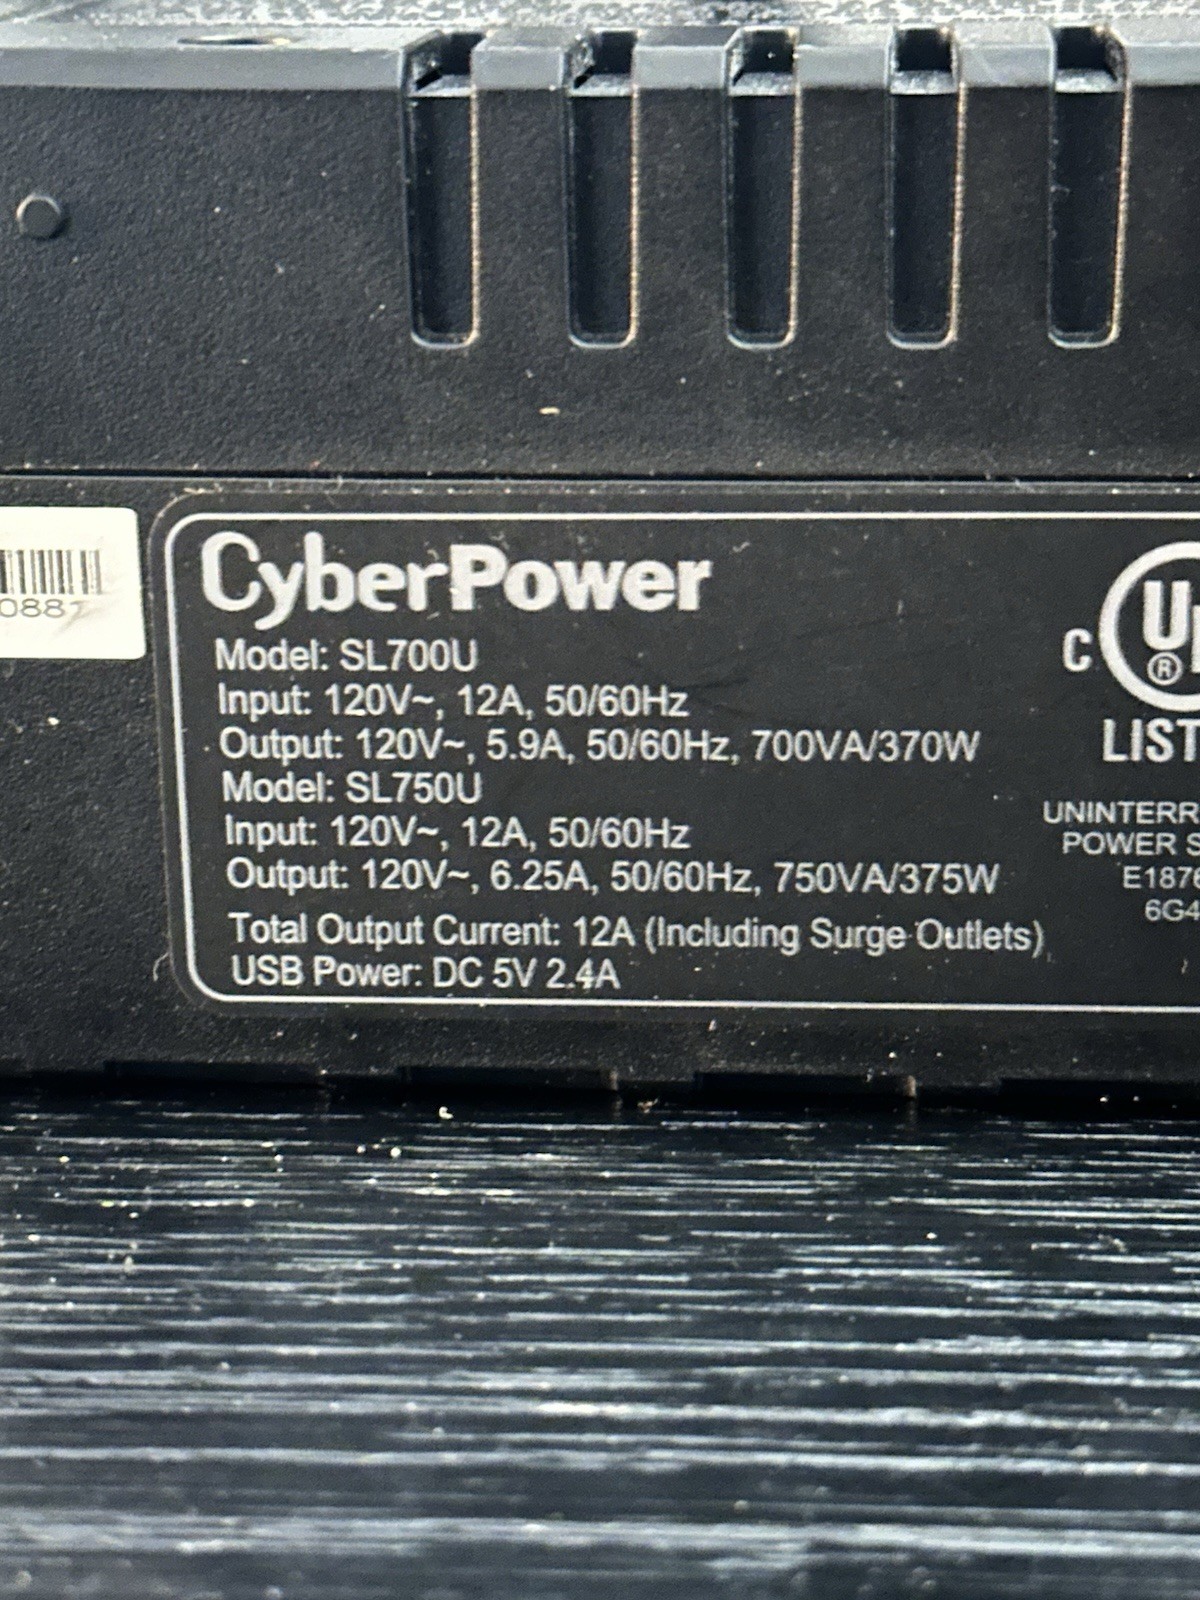 CyberPower
Model: SL700U
Input: 120V~, 12A, 50/60Hz
Output: 120V~, 5.9A, 50/60Hz, 700VA/370W
Model: SL750U
Input: 120V~, 12A, 50/60Hz
Output: 120V~, 6.25A, 50/60Hz, 750VA/375W
Total Output Current: 12A (Including Surge Outlets)
USB Power: DC 5V 2.4A
C U ®
LIST
UNINTERR
POWER S
E1876
6G4